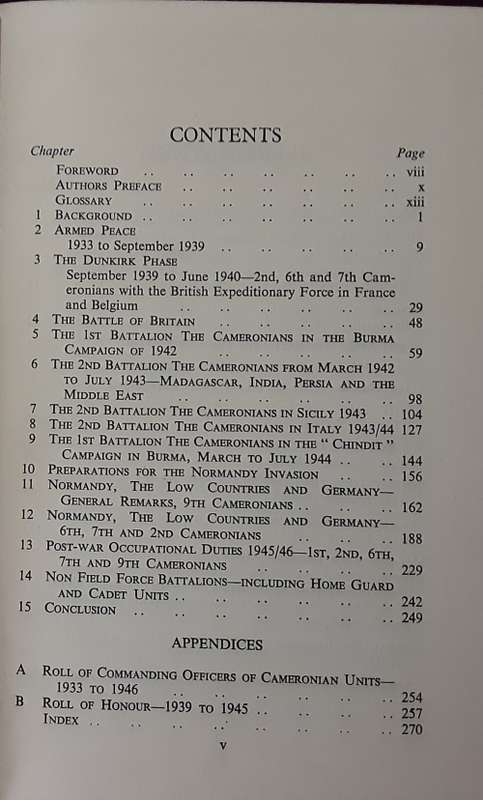 CONTENTS
Chapter Page
FOREWORD .. .. .. .. .. .. .. viii
AUTHORS PREFACE .. .. .. .. .. .. x
GLOSSARY .. .. .. .. .. .. .. xiii
1 BACKGROUND .. .. .. .. .. .. .. 1
2 ARMED PEACE
1933 to September 1939 .. .. .. .. .. 9
3 THE DUNKIRK PHASE
September 1939 to June 1940—2nd, 6th and 7th Cam-
eronians with the British Expeditionary Force in France
and Belgium .. .. .. .. .. .. 29
4 THE BATTLE OF BRITAIN .. .. .. .. .. 48
5 THE 1ST BATTALION THE CAMERONIANS IN THE BURMA
CAMPAIGN OF 1942 .. .. .. .. .. 59
6 THE 2ND BATTALION THE CAMERONIANS FROM MARCH 1942
TO JULY 1943—MADAGASCAR, INDIA, PERSIA AND THE
MIDDLE EAST .. .. .. .. .. .. 98
7 THE 2ND BATTALION THE CAMERONIANS IN SICILY 1943 .. 104
8 THE 2ND BATTALION THE CAMERONIANS IN ITALY 1943/44 127
9 THE 1ST BATTALION THE CAMERONIANS IN THE " CHINDIT "
CAMPAIGN IN BURMA, MARCH TO JULY 1944 .. .. 144
10 PREPARATIONS FOR THE NORMANDY INVASION .. .. 156
11 NORMANDY, THE LOW COUNTRIES AND GERMANY—
GENERAL REMARKS, 9TH CAMERONIANS .. .. .. 162
12 NORMANDY, THE LOW COUNTRIES AND GERMANY—
6TH, 7TH AND 2ND CAMERONIANS .. .. .. 188
13 POST-WAR OCCUPATIONAL DUTIES 1945/46—1ST, 2ND, 6TH,
7TH AND 9TH CAMERONIANS .. .. .. .. 229
14 NON FIELD FORCE BATTALIONS—INCLUDING HOME GUARD
AND CADET UNITS .. .. .. .. .. .. 242
15 CONCLUSION .. .. .. .. .. .. .. 249
APPENDICES
A ROLL OF COMMANDING OFFICERS OF CAMERONIAN UNITS—
1933 TO 1946 .. .. .. .. .. .. 254
B ROLL OF HONOUR—1939 TO 1945 .. .. .. .. 257
INDEX .. .. .. .. .. .. .. .. 270
v